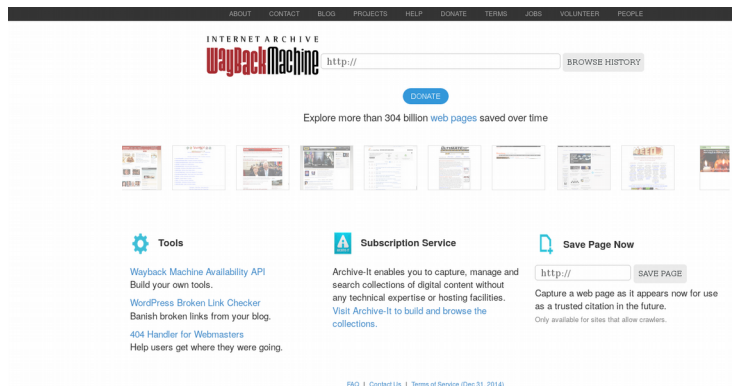 ABOUT CONTACT BLOG PROJECTS HELP DONATE TERMS JOBS VOLUNTEER PEOPLE
INTERNET ARCHIVE
WayBackMachine
http://
BROWSE HISTORY
DONATE
Explore more than 304 billion web pages saved over time
Tools
Wayback Machine Availability API
Build your own tools.
WordPress Broken Link Checker
Banish broken links from your blog.
404 Handler for Webmasters
Help users get where they were going.
Subscription Service
Archive-It enables you to capture, manage and
search collections of digital content without
any technical expertise or hosting facilities.
Visit Archive-It to build and browse the
collections.
Save Page Now
http://
SAVE PAGE
Capture a web page as it appears now for use
as a trusted citation in the future.
Only available for sites that allow crawlers.
FAQ | Contact Us | Terms of Service (Dec 31, 2014)